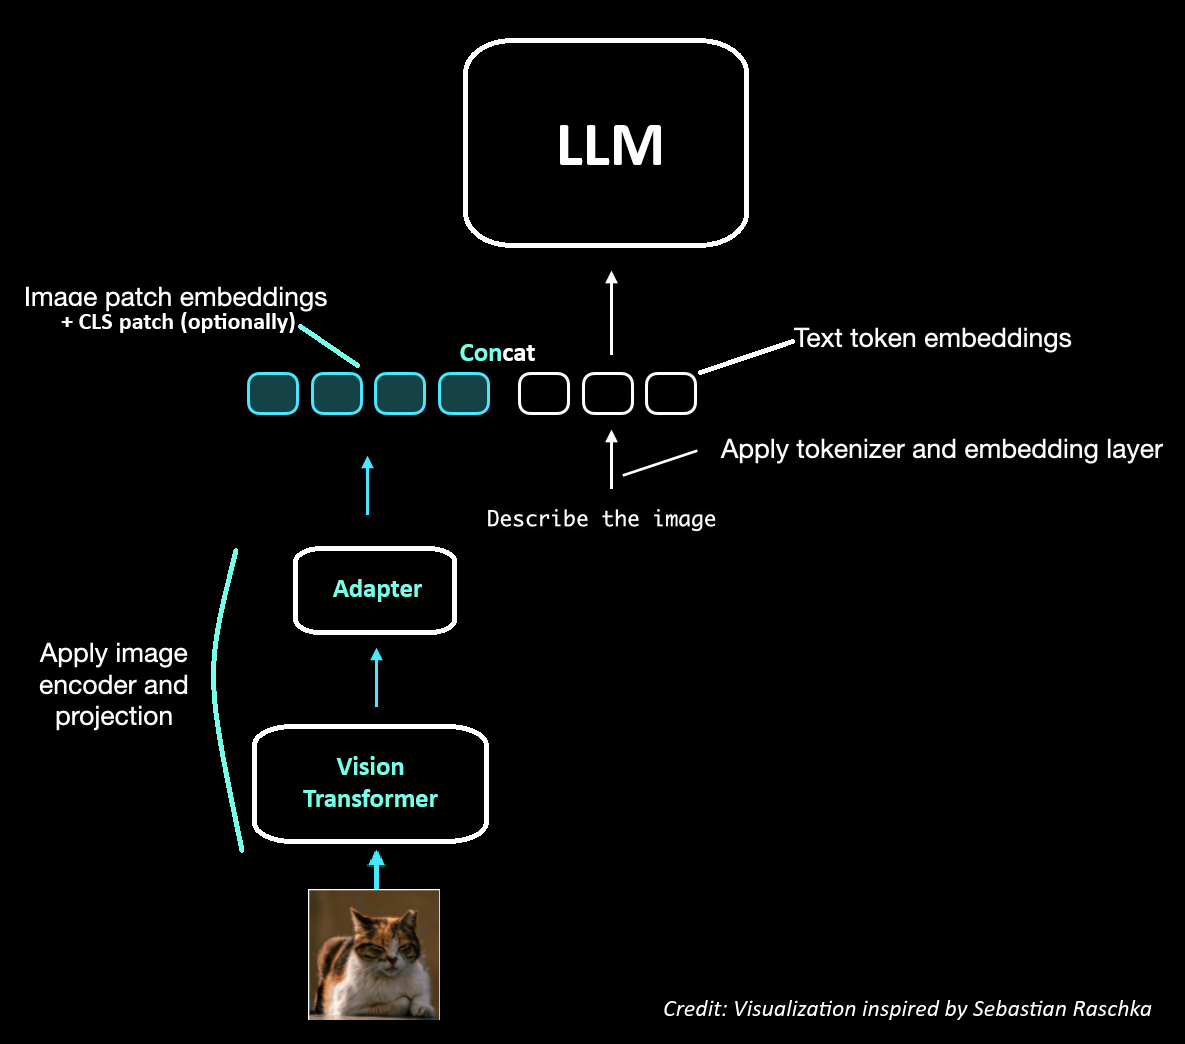 LLM
Image patch embeddings
+ CLS patch (optionally)
Concat
Text token embeddings
Apply tokenizer and embedding layer
Describe the image
Adapter
Apply image
encoder and
projection
Vision
Transformer
Credit: Visualization inspired by Sebastian Raschka